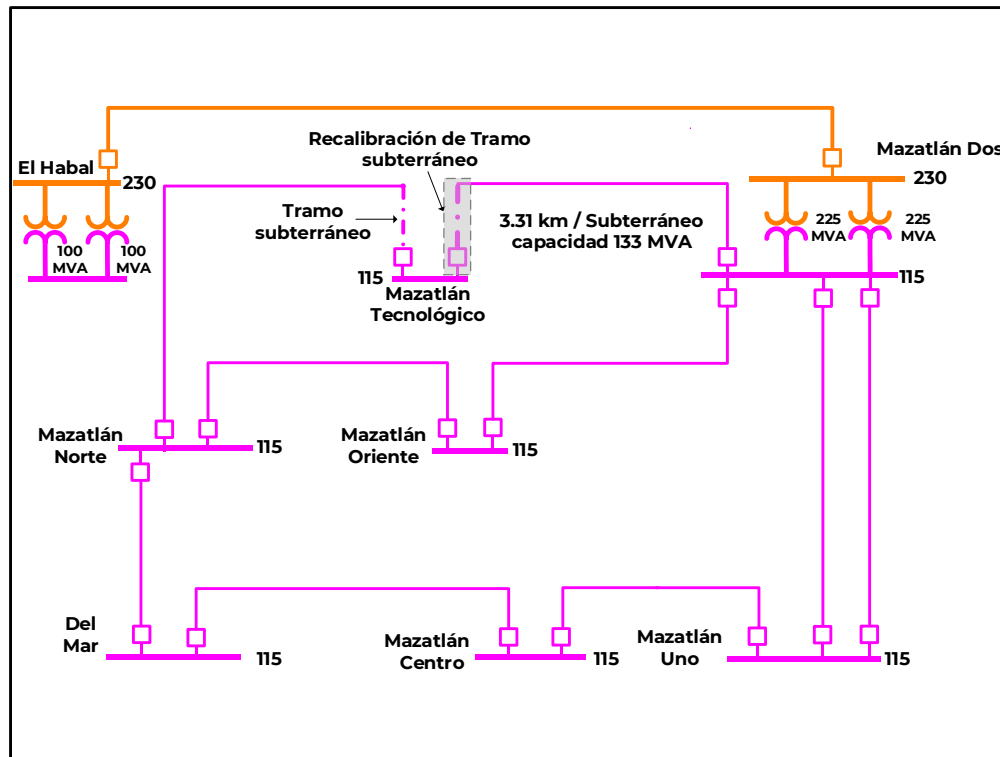 Recalibración de Tramo
subterráneo
El Habal
230
Mazatlán Dos
230
Tramo
subterráneo
3.31 km / Subterráneo
capacidad 133 MVA
100
MVA
100
MVA
225
MVA
225
MVA
115
Mazatlán
Tecnológico
115
Mazatlán
Norte
115
Mazatlán
Oriente
115
Del
Mar
115
Mazatlán
Centro
115
Mazatlán
Uno
115